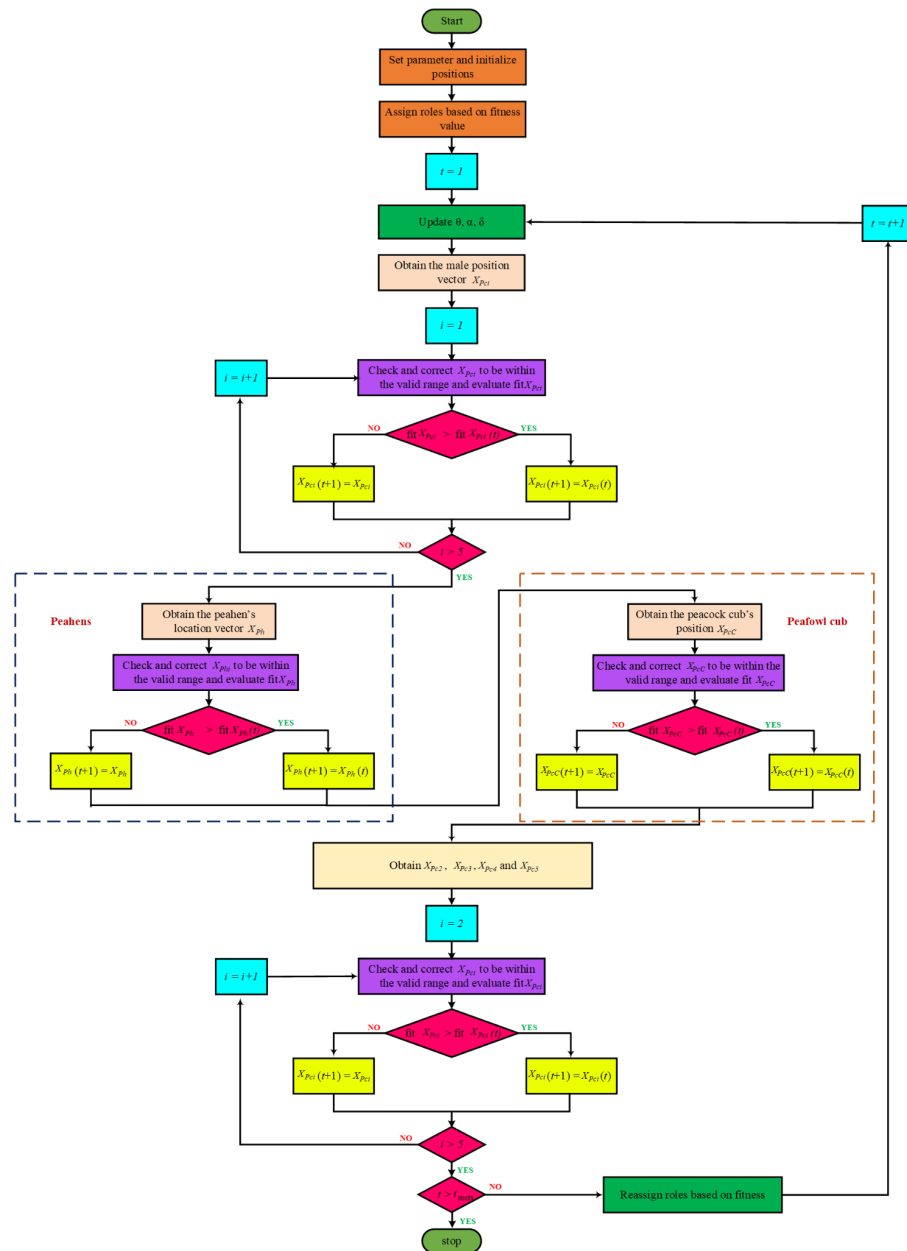 Start
Set parameter and initialize
positions
Assign roles based on fitness
value
t = 1
Update θ, α, δ
t = t+1
Obtain the male position
vector X_Pci
i = 1
i = i+1
Check and correct X_Pci to be within
the valid range and evaluate fit X_Pci
NO
fit X_Pci > fit X_Pci(t)
YES
X_Pci(t+1) = X_Pci
X_Pci(t+1) = X_Pci(t)
NO
i > 5
YES
Peahens
Obtain the peahen's
location vector X_Ph
Check and correct X_Phi to be within
the valid range and evaluate fit X_Ph
NO
fit X_Ph > fit X_Ph(t)
YES
X_Ph(t+1) = X_Ph
X_Ph(t+1) = X_Ph(t)
Obtain the peacock cub's
position X_PcC
Peafowl cub
Check and correct X_PcC to be within the
valid range and evaluate fit X_PcC
NO
fit X_PcC > fit X_PcC(t)
YES
X_PcC(t+1) = X_PcC
X_PcC(t+1) = X_PcC(t)
Obtain X_Pc2, X_Pc3, X_Pc4 and X_Pc5
i = 2
i = i+1
Check and correct X_Pci to be within
the valid range and evaluate fit X_Pci
NO
fit X_Pci > fit X_Pci(t)
YES
X_Pci(t+1) = X_Pci
X_Pci(t+1) = X_Pci(t)
NO
i > 5
YES
t > t_max
NO
Reassign roles based on fitness
YES
stop